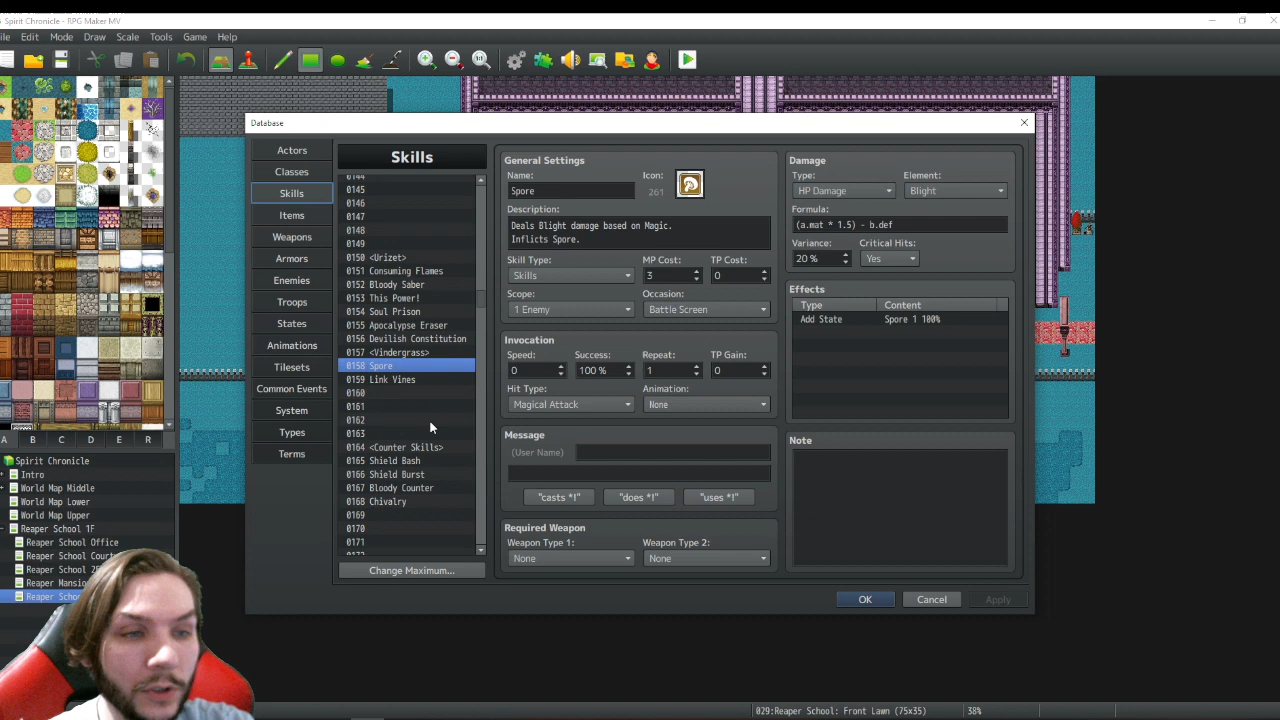 Spirit Chronicle - RPG Maker MV
Edit Mode Draw Scale Tools Game Help
1:1
A B C D E R
Spirit Chronicle
Intro
World Map Middle
World Map Lower
World Map Upper
Reaper School 1F
Reaper School Office
Reaper School
Reaper School
Reaper
Reaper
Database
Actors
Classes
Skills
Items
Weapons
Armors
Enemies
Troops
States
Animations
Tilesets
Common Events
System
Types
Terms
Skills
0144
0145
0146
0147
0148
0149
0150 <Urizet>
0151 Consuming Flames
0152 Bloody Saber
0153 This Power!
0154 Soul Prison
0155 Apocalypse Eraser
0156 Devilish Constitution
0157 <Vindergrass>
0158 Spore
0159 Link Vines
0160
0161
0162
0163
0164 <Counter Skills>
0165 Shield Bash
0166 Shield Burst
0167 Bloody Counter
0168 Chivalry
0169
0170
0171
0172
Change Maximum...
General Settings
Name: Icon:
Spore 261
Description:
Deals Blight damage based on Magic.
Inflicts Spore.
Skill Type: MP Cost: TP Cost:
Skills 3 0
Scope: Occasion:
1 Enemy Battle Screen
Invocation
Speed: Success: Repeat: TP Gain:
0 100 % 1 0
Hit Type: Animation:
Magical Attack None
Message
(User Name)
"casts *!" "does *!" "uses *!"
Required Weapon
Weapon Type 1: Weapon Type 2:
None None
Damage
Type: Element:
HP Damage Blight
Formula:
(a.mat * 1.5) - b.def
Variance: Critical Hits:
20 % Yes
Effects
Type Content
Add State Spore 1 100%
Note
OK Cancel Apply
029:Reaper School: Front Lawn (75x35) 38%